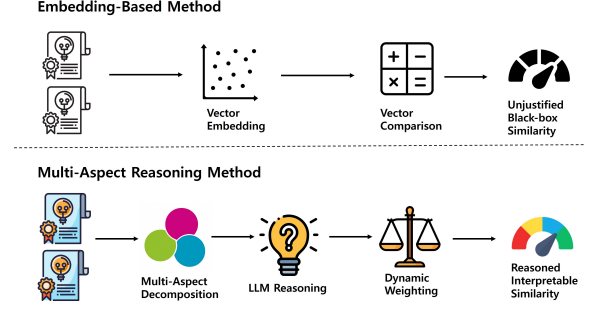 Embedding-Based Method
Vector
Embedding
Vector
Comparison
Unjustified
Black-box
Similarity
Multi-Aspect Reasoning Method
Multi-Aspect
Decomposition
LLM Reasoning
Dynamic
Weighting
Reasoned
Interpretable
Similarity